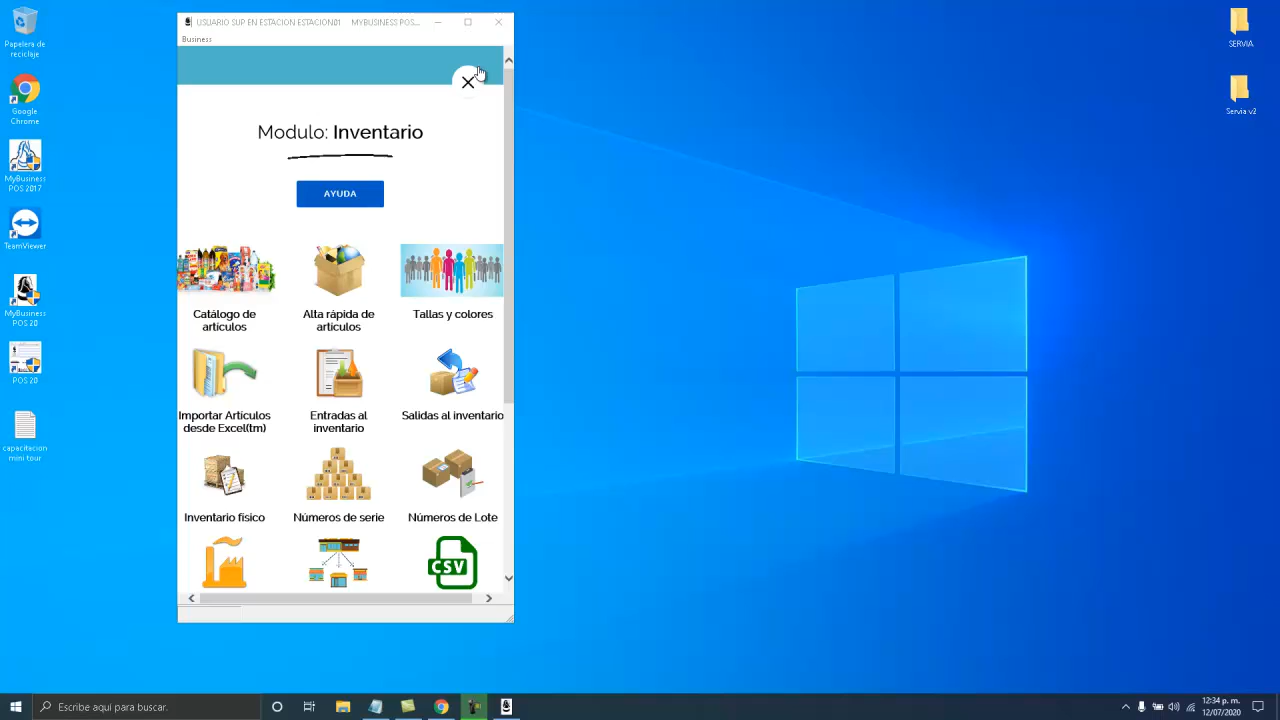 USUARIO SUP EN ESTACION ESTACION01 MYBUSINESS POS...
Business
Modulo: Inventario
AYUDA
Catálogo de
artículos
Alta rápida de
artículos
Tallas y colores
Importar Articulos
desde Excel(tm)
Entradas al
inventario
Salidas al inventario
Inventario físico
Números de serie
Números de Lote
CSV
Papelera de
reciclaje
Google
Chrome
MyBusiness
POS 2017
TeamViewer
MyBusiness
POS 20
POS 20
capacitacion
mini tour
SERVIA
Servia v2
Escribe aquí para buscar.
12:34 p. m.
12/07/2020